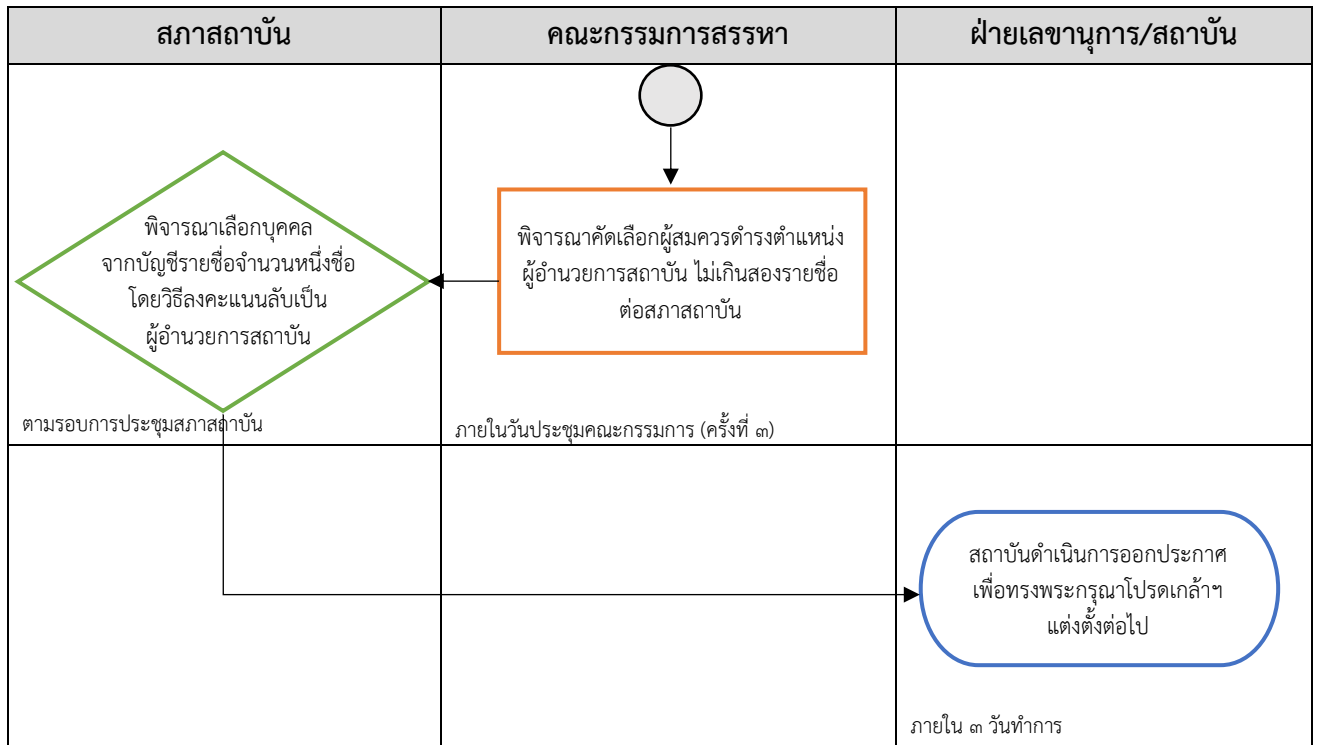 สภาสถาบัน
คณะกรรมการสรรหา
ฝ่ายเลขานุการ/สถาบัน
พิจารณาเลือกบุคคล
จากบัญชีรายชื่อจำนวนหนึ่งชื่อ
โดยวิธีลงคะแนนลับเป็น
ผู้อำนวยการสถาบัน
ตามรอบการประชุมสภาสถาบัน
พิจารณาคัดเลือกผู้สมควรดำรงตำแหน่ง
ผู้อำนวยการสถาบัน ไม่เกินสองรายชื่อ
ต่อสภาสถาบัน
ภายในวันประชุมคณะกรรมการ (ครั้งที่ ๓)
สถาบันดำเนินการออกประกาศ
เพื่อทรงพระกรุณาโปรดเกล้าฯ
แต่งตั้งต่อไป
ภายใน ๓ วันทำการ